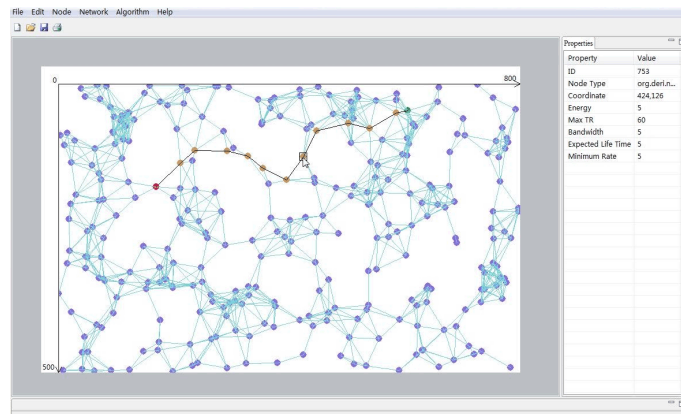 File Edit Node Network Algorithm Help
Properties
0
800
500
Property Value
ID 753
Node Type org.deri.n...
Coordinate 424,126
Energy 5
Max TR 60
Bandwidth 5
Expected Life Time 5
Minimum Rate 5